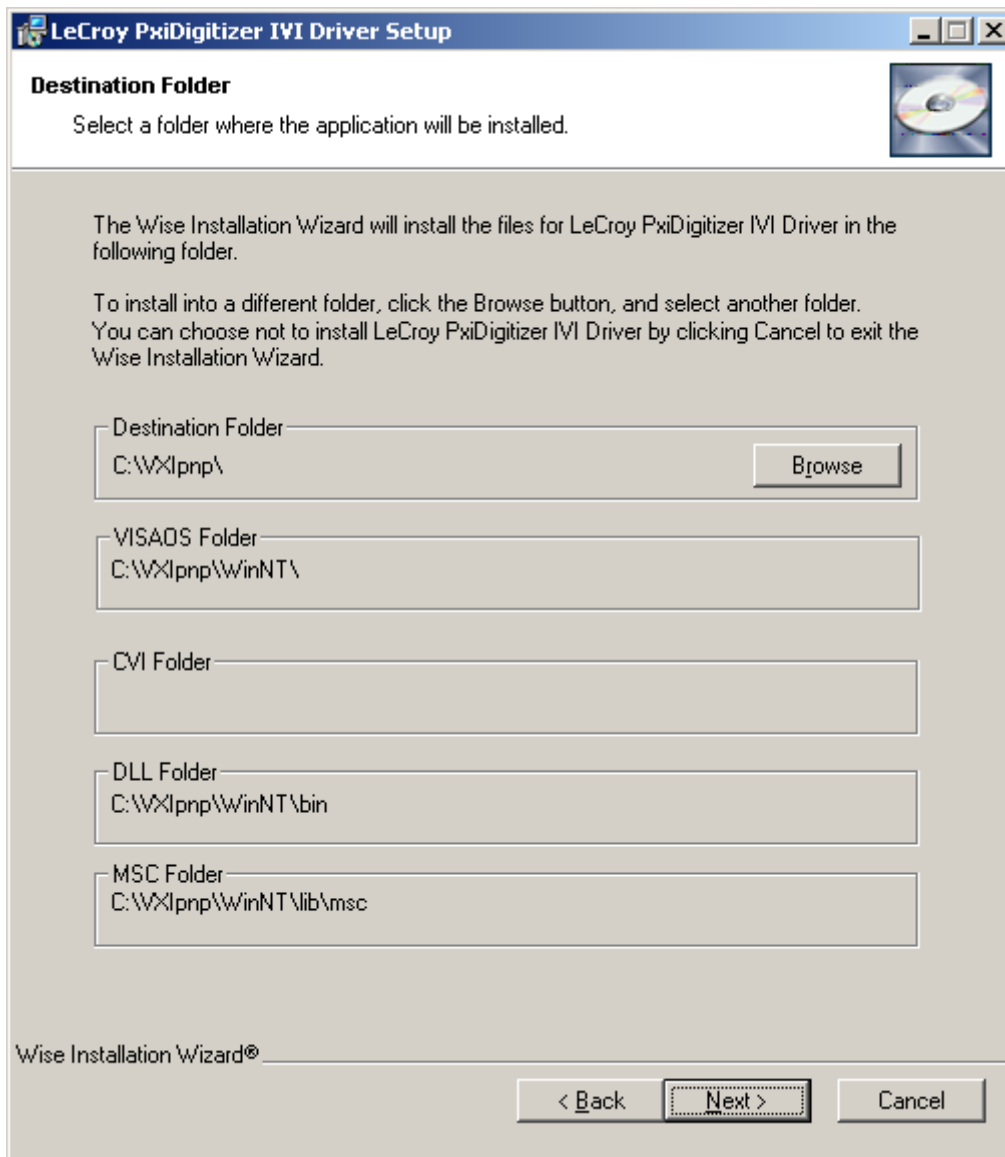 LeCroy PxiDigitizer IVI Driver Setup
Destination Folder
Select a folder where the application will be installed.
The Wise Installation Wizard will install the files for LeCroy PxiDigitizer IVI Driver in the
following folder.
To install into a different folder, click the Browse button, and select another folder.
You can choose not to install LeCroy PxiDigitizer IVI Driver by clicking Cancel to exit the
Wise Installation Wizard.
Destination Folder
C:\VXIpnp\
Browse
VISAOS Folder
C:\VXIpnp\WinNT\
CVI Folder
DLL Folder
C:\VXIpnp\WinNT\bin
MSC Folder
C:\VXIpnp\WinNT\lib\msc
Wise Installation Wizard®
< Back
Next >
Cancel